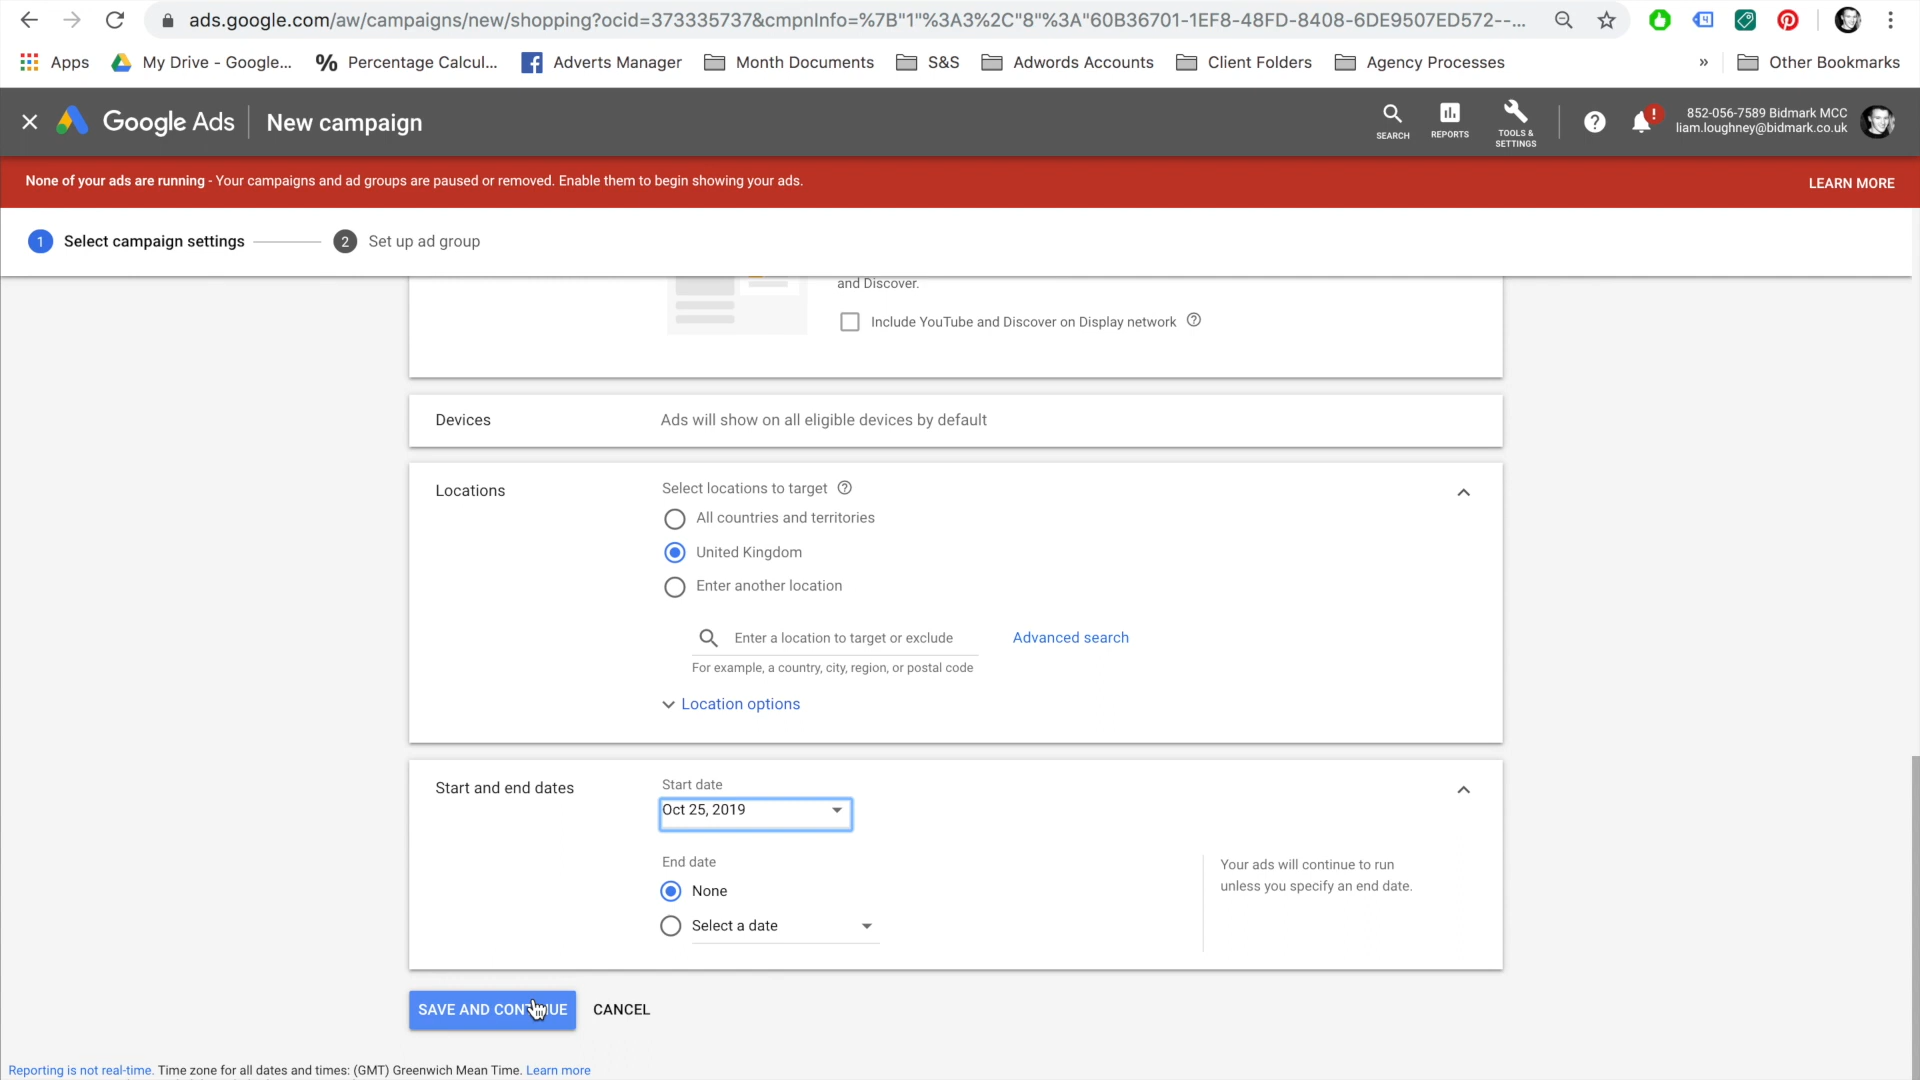 ads.google.com/aw/campaigns/new/shopping?ocid=373335737&cmpnInfo=%7B"1"%3A3%2C"8"%3A"60B36701-1EF8-48FD-8408-6DE9507ED572--...
Apps My Drive - Google... % Percentage Calcul... Adverts Manager Month Documents S&S Adwords Accounts Client Folders Agency Processes » Other Bookmarks
Google Ads New campaign
SEARCH REPORTS TOOLS & SETTINGS
852-056-7589 Bidmark MCC
liam.loughney@bidmark.co.uk
None of your ads are running - Your campaigns and ad groups are paused or removed. Enable them to begin showing your ads.
LEARN MORE
1 Select campaign settings 2 Set up ad group
and Discover.
Include YouTube and Discover on Display network
Devices Ads will show on all eligible devices by default
Locations Select locations to target
All countries and territories
United Kingdom
Enter another location
Enter a location to target or exclude Advanced search
For example, a country, city, region, or postal code
Location options
Start and end dates Start date
Oct 25, 2019
End date
None
Select a date
Your ads will continue to run
unless you specify an end date.
SAVE AND CONTINUE CANCEL
Reporting is not real-time. Time zone for all dates and times: (GMT) Greenwich Mean Time. Learn more